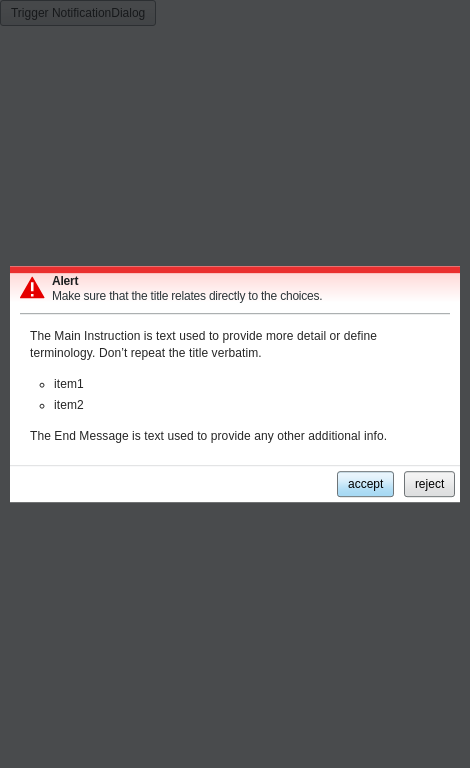 Trigger NotificationDialog
Alert
Make sure that the title relates directly to the choices.
The Main Instruction is text used to provide more detail or define
terminology. Don’t repeat the title verbatim.
item1
item2
The End Message is text used to provide any other additional info.
accept reject